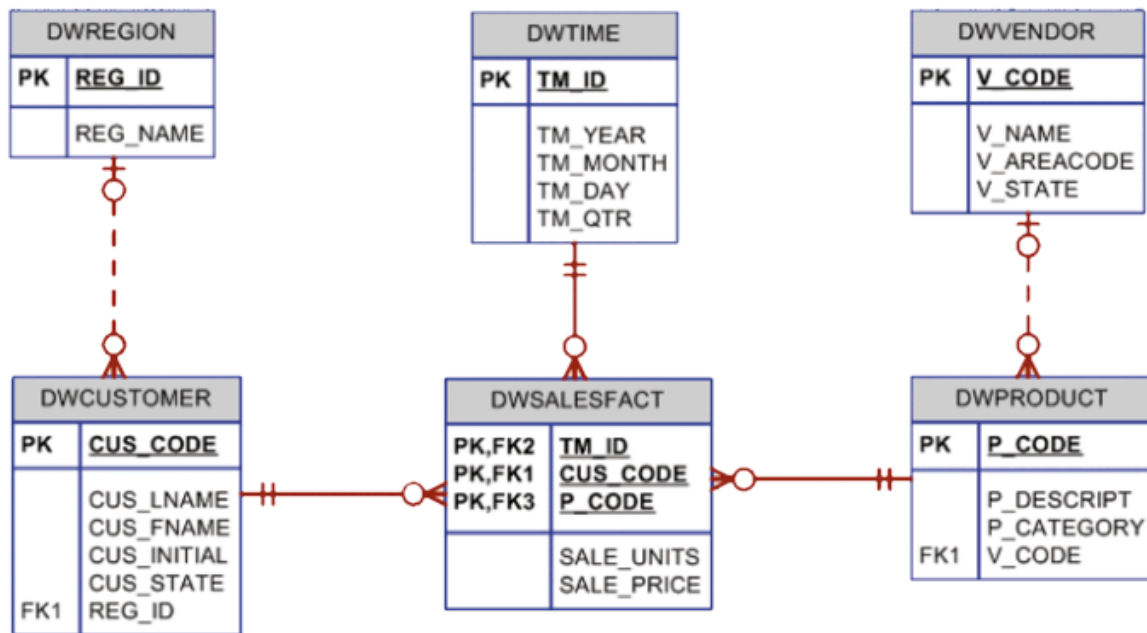 DWREGION
PK REG_ID
REG_NAME
DWTIME
PK TM_ID
TM_YEAR
TM_MONTH
TM_DAY
TM_QTR
DWVENDOR
PK V_CODE
V_NAME
V_AREACODE
V_STATE
DWCUSTOMER
PK CUS_CODE
CUS_LNAME
CUS_FNAME
CUS_INITIAL
CUS_STATE
FK1 REG_ID
DWSALESFACT
PK,FK2 TM_ID
PK,FK1 CUS_CODE
PK,FK3 P_CODE
SALE_UNITS
SALE_PRICE
DWPRODUCT
PK P_CODE
P_DESCRIPT
P_CATEGORY
FK1 V_CODE